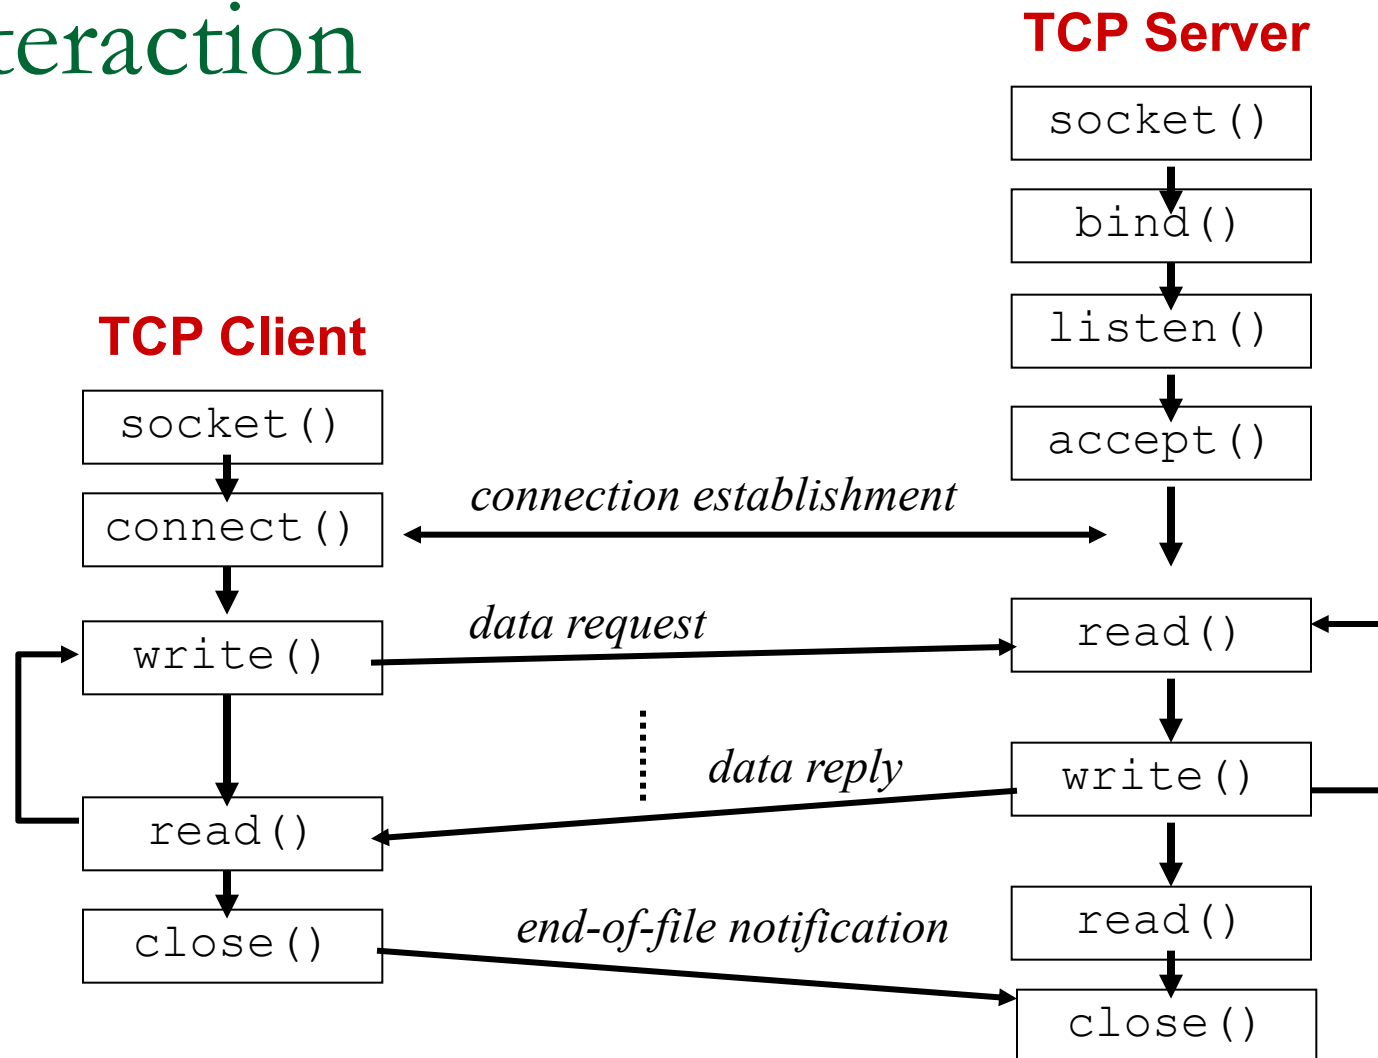 teraction
TCP Server
socket()
bind()
listen()
TCP Client
socket()
accept()
connection establishment
connect()
data request
read()
write()
data reply
write()
read()
read()
end-of-file notification
close()
close()